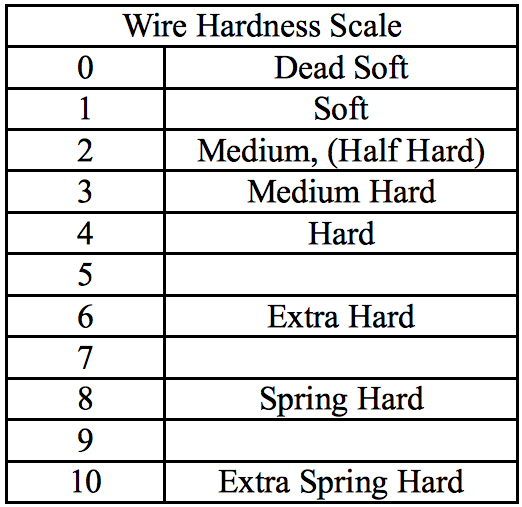 Wire Hardness Scale
0 Dead Soft
1 Soft
2 Medium, (Half Hard)
3 Medium Hard
4 Hard
5
6 Extra Hard
7
8 Spring Hard
9
10 Extra Spring Hard